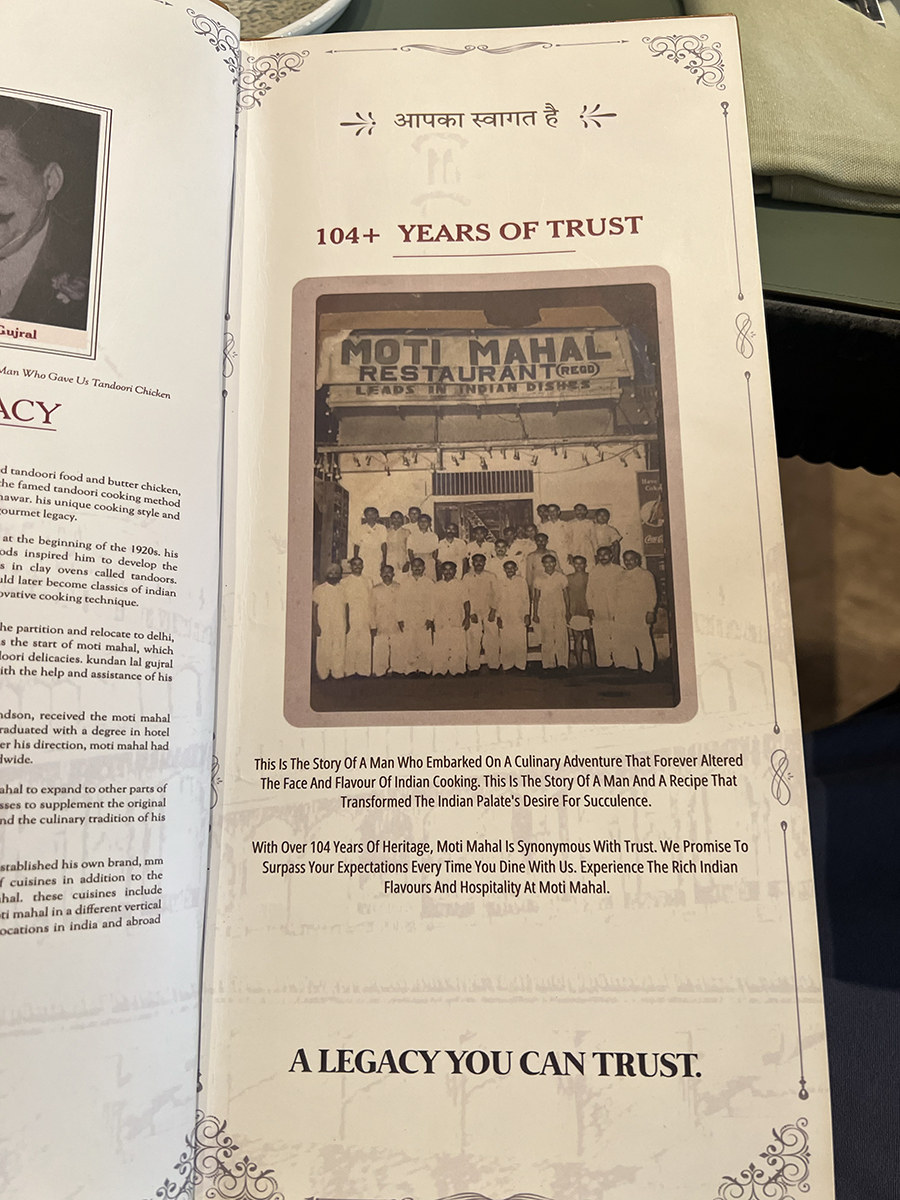 Gujral
Man Who Gave Us Tandoori Chicken
ACY
d tandoori food and butter chicken,
he famed tandoori cooking method
hawar. his unique cooking style and
gourmet legacy.
at the beginning of the 1920s. his
ods inspired him to develop the
s in clay ovens called tandoors.
uld later become classics of indian
ovative cooking technique.
he partition and relocate to delhi,
s the start of moti mahal, which
doori delicacies. kundan lal gujral
ith the help and assistance of his
ndson, received the moti mahal
raduated with a degree in hotel
er his direction, moti mahal had
dwide.
ahal to expand to other parts of
sses to supplement the original
nd the culinary tradition of his
stablished his own brand, mm
f cuisines in addition to the
hal. these cuisines include
ti mahal in a different vertical
ocations in india and abroad
आपका स्वागत है
104+ YEARS OF TRUST
MOTI MAHAL
RESTAURANT (REGD)
LEADS IN INDIAN DISHES
This Is The Story Of A Man Who Embarked On A Culinary Adventure That Forever Altered
The Face And Flavour Of Indian Cooking. This Is The Story Of A Man And A Recipe That
Transformed The Indian Palate's Desire For Succulence.
With Over 104 Years Of Heritage, Moti Mahal Is Synonymous With Trust. We Promise To
Surpass Your Expectations Every Time You Dine With Us. Experience The Rich Indian
Flavours And Hospitality At Moti Mahal.
A LEGACY YOU CAN TRUST.